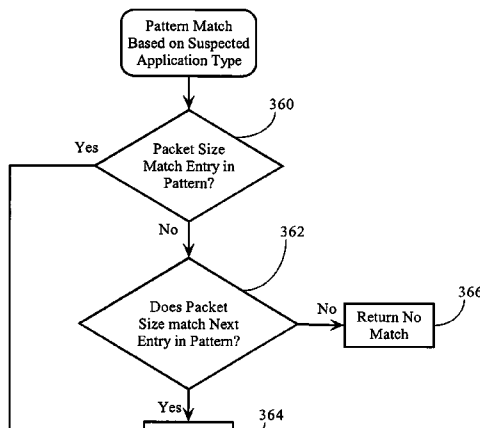 Pattern Match
Based on Suspected
Application Type
360
Yes
Packet Size
Match Entry in
Pattern?
No
362
Does Packet
Size match Next
Entry in Pattern?
No
Return No
Match
366
Yes
364